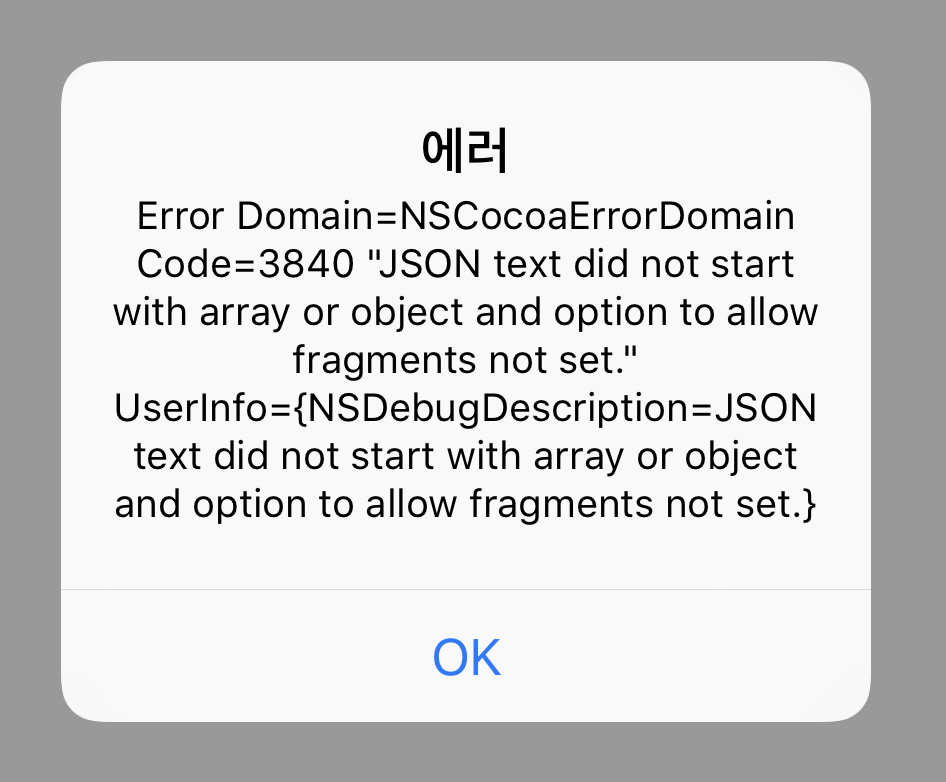 에러
Error Domain=NSCocoaErrorDomain
Code=3840 "JSON text did not start
with array or object and option to allow
fragments not set."
UserInfo={NSDebugDescription=JSON
text did not start with array or object
and option to allow fragments not set.}
OK